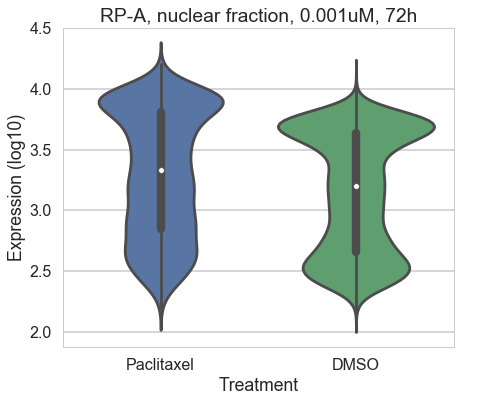 RP-A, nuclear fraction, 0.001uM, 72h
Expression (log10)
4.5
4.0
3.5
3.0
2.5
2.0
Paclitaxel
DMSO
Treatment